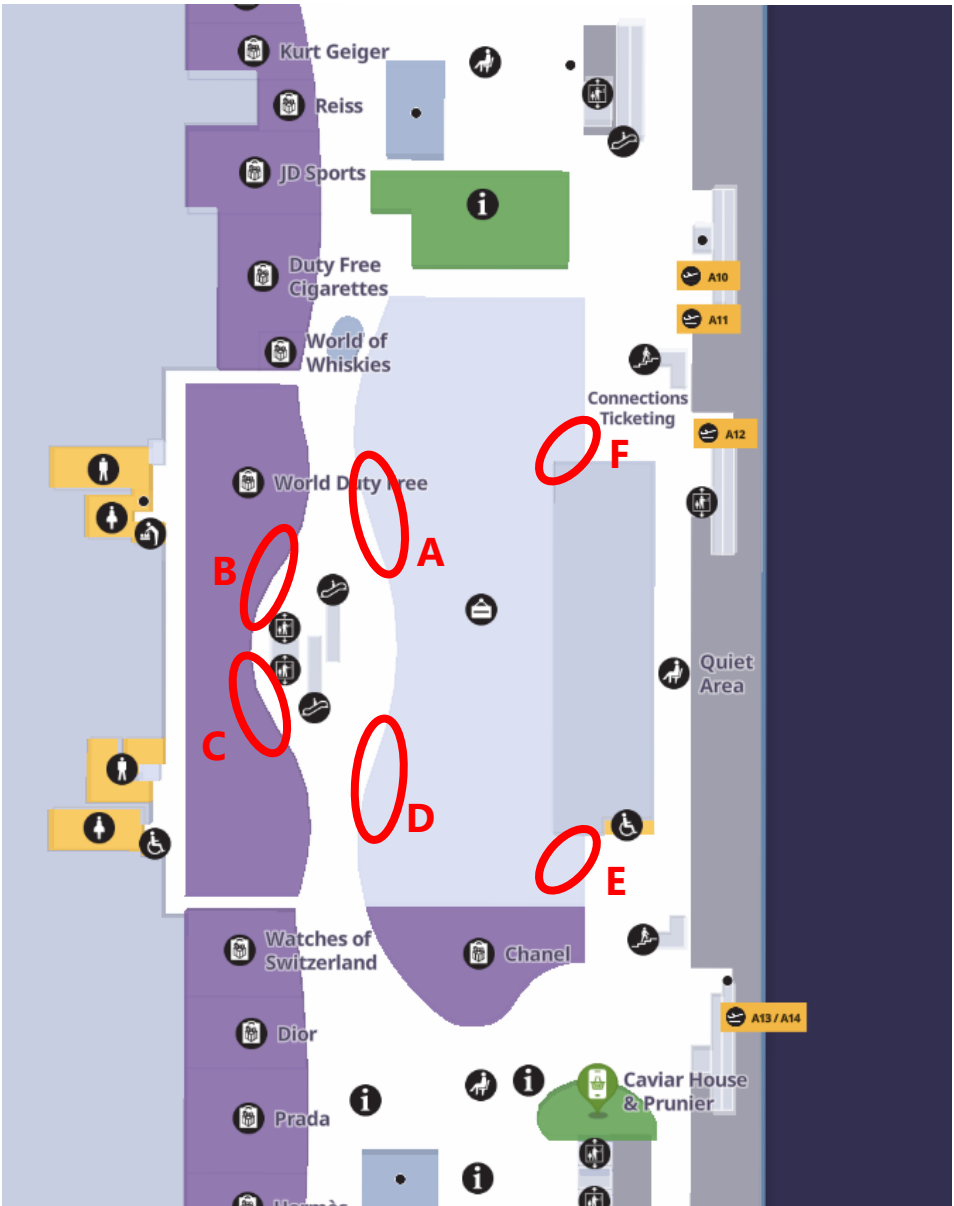 Kurt Geiger
Reiss
JD Sports
Duty Free
Cigarettes
A10
A11
World of
Whiskies
Connections
Ticketing
A12
F
World Duty Free
A
B
Quiet
Area
C
D
E
Watches of
Switzerland
Chanel
A13 / A14
Dior
Caviar House
& Prunier
Prada
Hermès